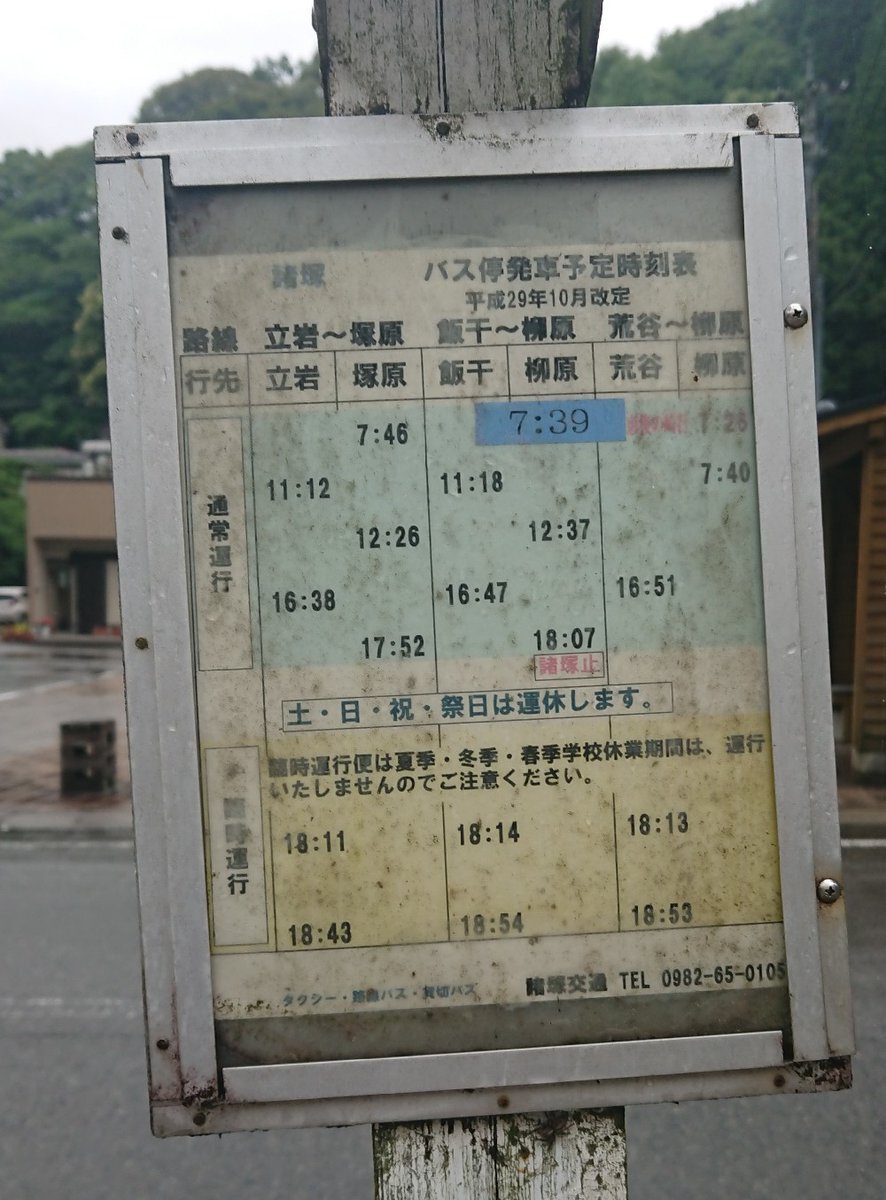 諸塚 バス停発車予定時刻表
平成29年10月改定
路線 立岩～塚原 飯干～柳原 荒谷～柳原
行先 立岩 塚原 飯干 柳原 荒谷 柳原
通常運行
7:46 7:39 7:28
7:40
11:12 11:18
12:26 12:37
16:38 16:47 16:51
17:52 18:07
諸塚止
土・日・祝・祭日は運休します。
臨時運行便は夏季・冬季・春季学校休業期間は、運行
いたしませんのでご注意ください。
臨時運行
18:11 18:14 18:13
18:43 18:54 18:53
タクシー・路線バス・貸切バス 諸塚交通 TEL 0982-65-0105